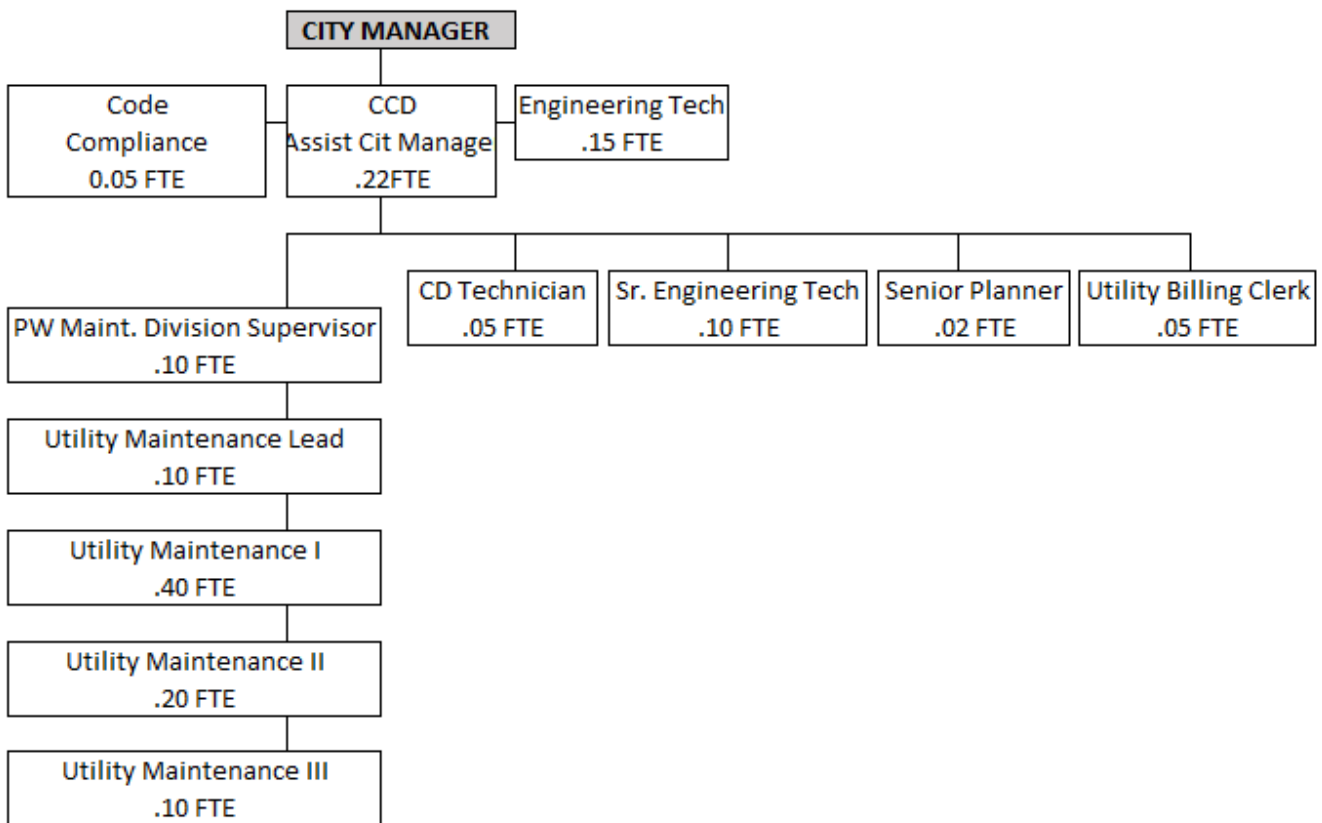 CITY MANAGER
Code
Compliance
0.05 FTE
CCD
Assist Cit Manage
.22FTE
Engineering Tech
.15 FTE
CD Technician
.05 FTE
Sr. Engineering Tech
.10 FTE
Senior Planner
.02 FTE
Utility Billing Clerk
.05 FTE
PW Maint. Division Supervisor
.10 FTE
Utility Maintenance Lead
.10 FTE
Utility Maintenance I
.40 FTE
Utility Maintenance II
.20 FTE
Utility Maintenance III
.10 FTE